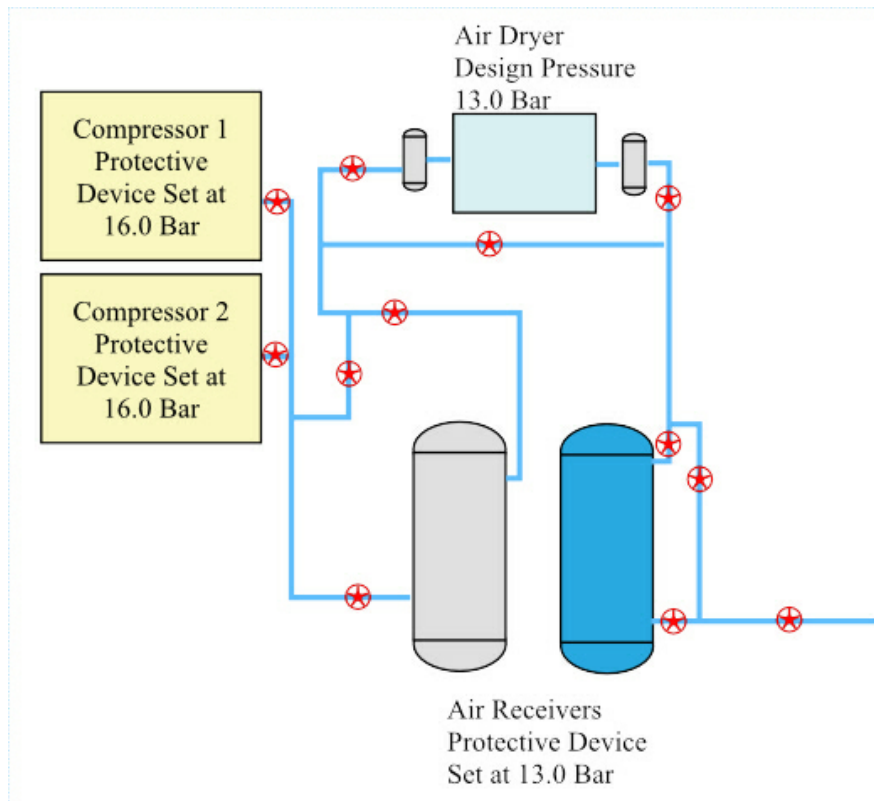 Air Dryer
Design Pressure
13.0 Bar
Compressor 1
Protective
Device Set at
16.0 Bar
Compressor 2
Protective
Device Set at
16.0 Bar
Air Receivers
Protective Device
Set at 13.0 Bar